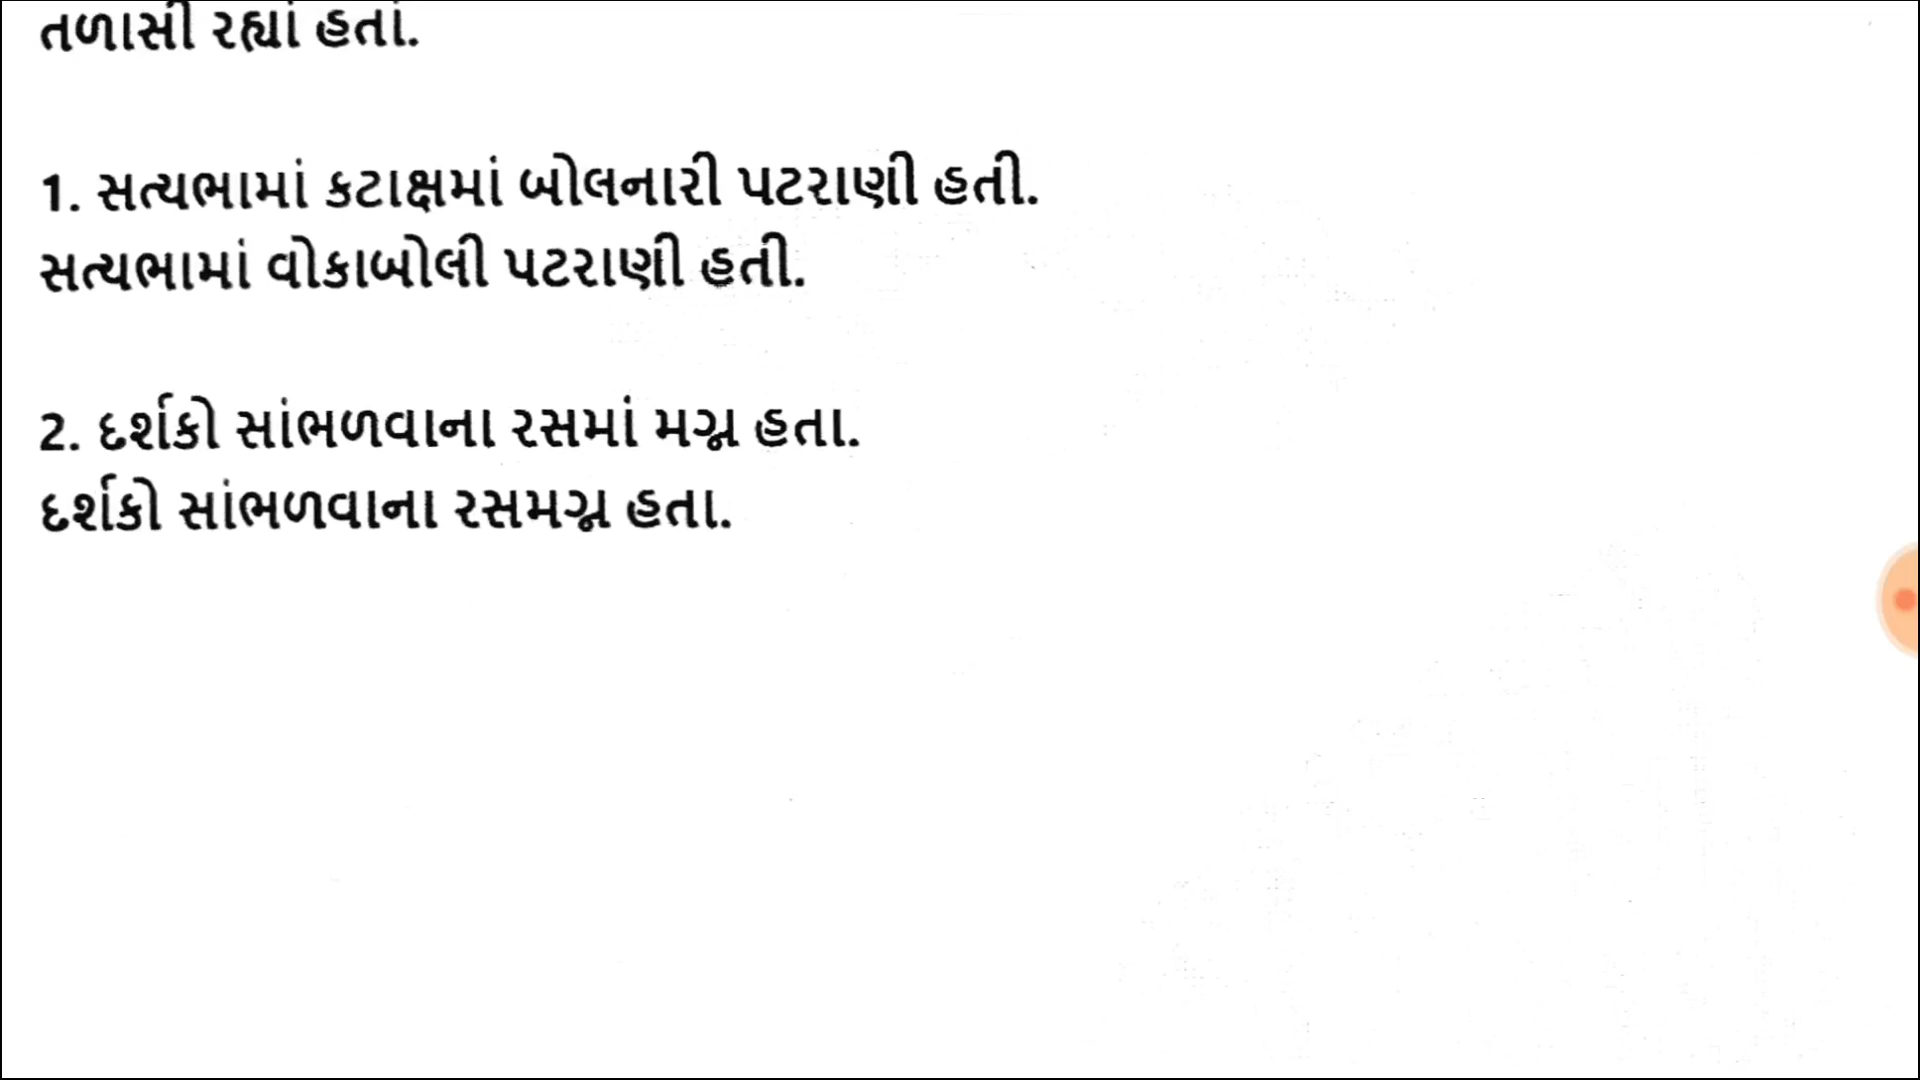 તળાસી રહ્યાં હતાં.
1. સત્યભામાં કટાક્ષમાં બોલનારી પટરાણી હતી.
સત્યભામાં વોકાબોલી પટરાણી હતી.
2. દર્શકો સાંભળવાના રસમાં મગ્ન હતા.
દર્શકો સાંભળવાના રસમગ્ન હતા.